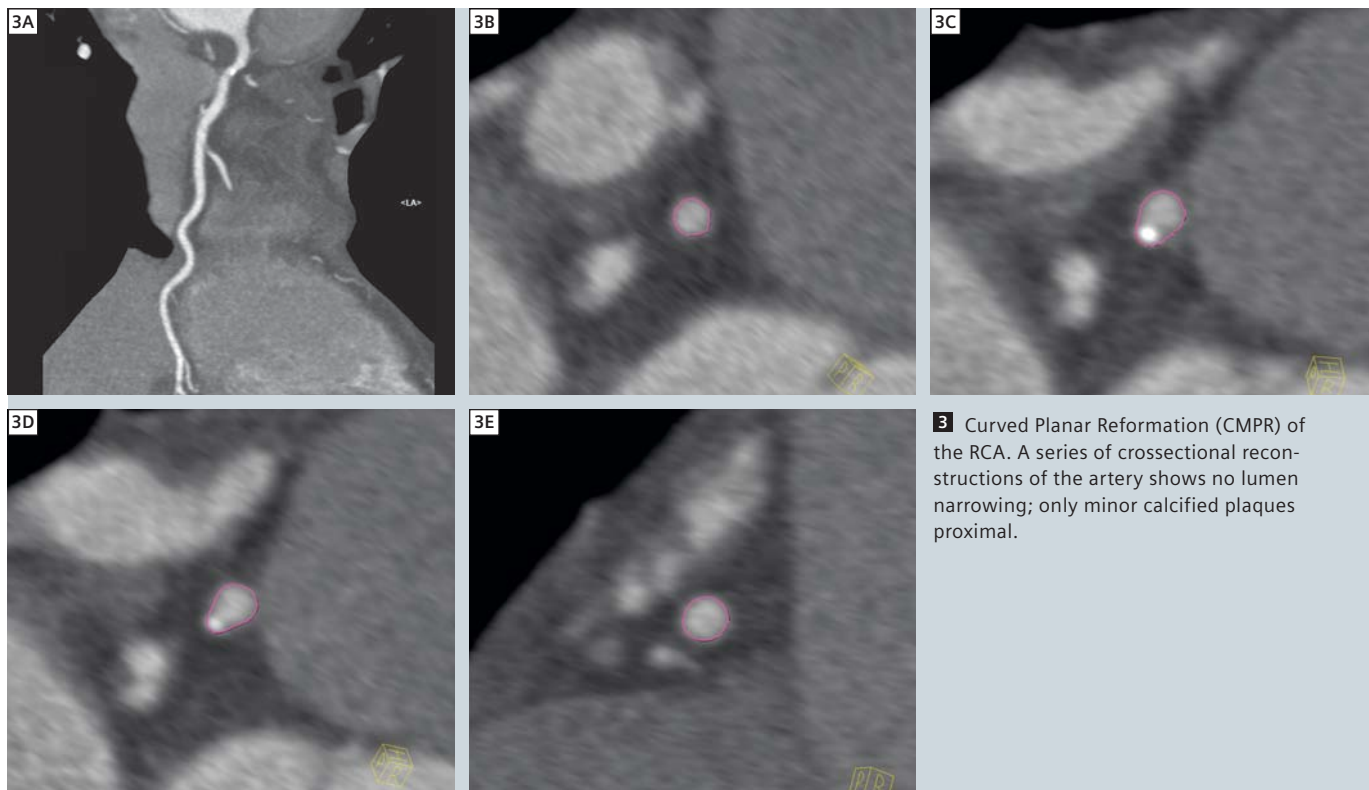 3A
3B
3C
<LA>
3D
3E
3 Curved Planar Reformation (CMPR) of
the RCA. A series of crossectional recon-
structions of the artery shows no lumen
narrowing; only minor calcified plaques
proximal.